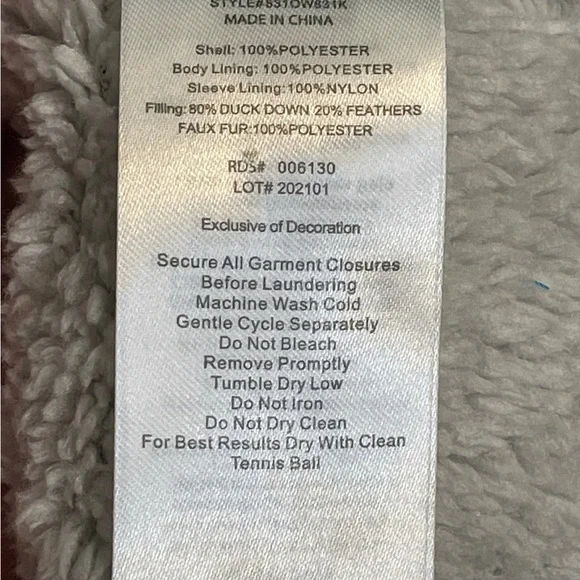 STYLE#8310W831K
MADE IN CHINA
Shell: 100%POLYESTER
Body Lining: 100%POLYESTER
Sleeve Lining:100%NYLON
Filling: 80% DUCK DOWN 20% FEATHERS
FAUX FUR:100%POLYESTER
RDS# 006130
LOT# 202101
Exclusive of Decoration
Secure All Garment Closures
Before Laundering
Machine Wash Cold
Gentle Cycle Separately
Do Not Bleach
Remove Promptly
Tumble Dry Low
Do Not Iron
Do Not Dry Clean
For Best Results Dry With Clean
Tennis Ball